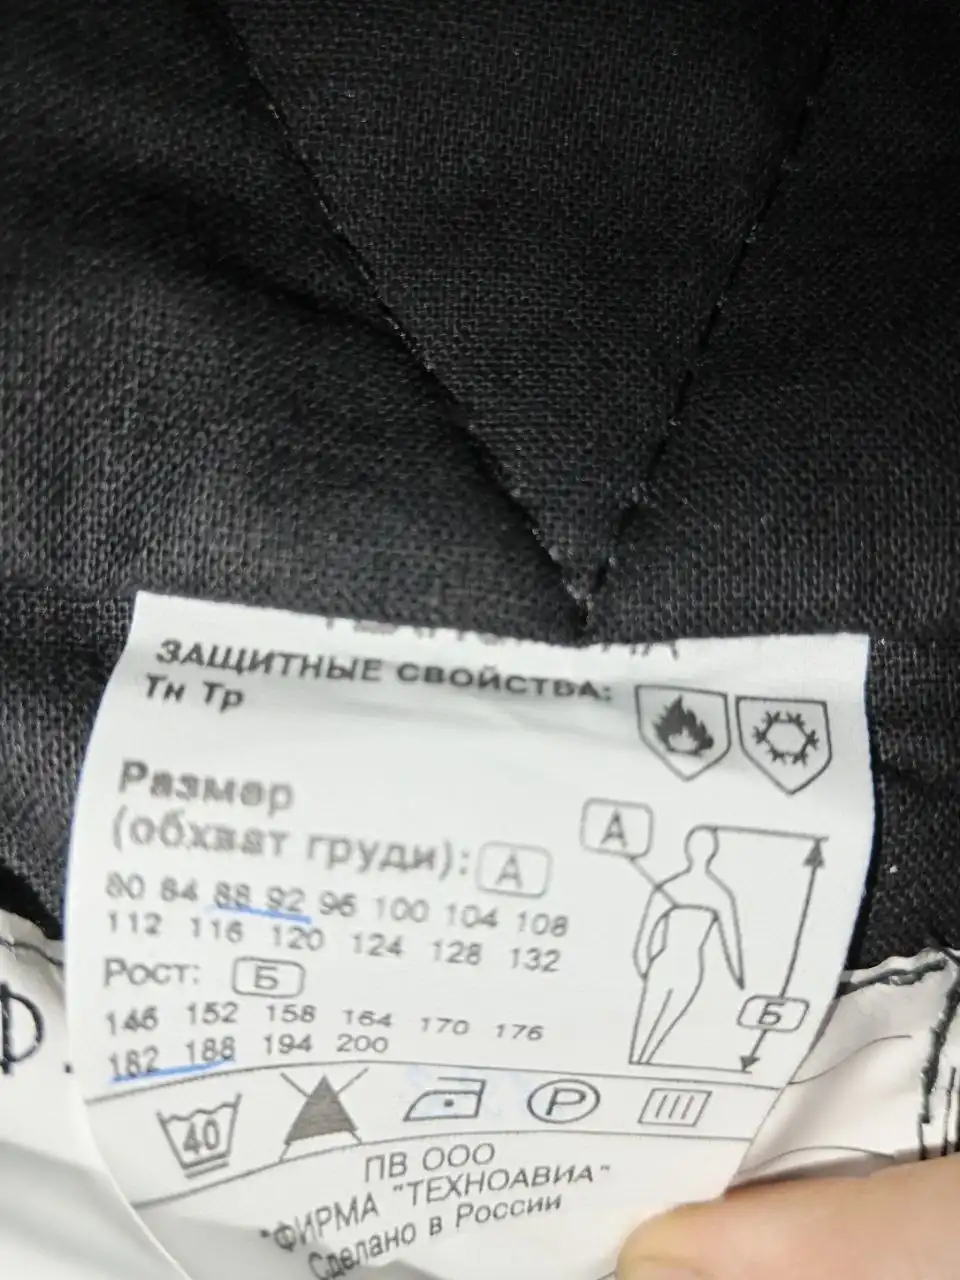 ЗАЩИТНЫЕ СВОЙСТВА:
Тн Тр
Размер
(обхват груди): А
80 84 88 92 96 100 104 108
112 116 120 124 128 132
Рост: Б
146 152 158 164 170 176
182 188 194 200
А
Б
40
P
ПВ ООО
"ФИРМА "ТЕХНОАВИА"
Сделано в России
Ф.